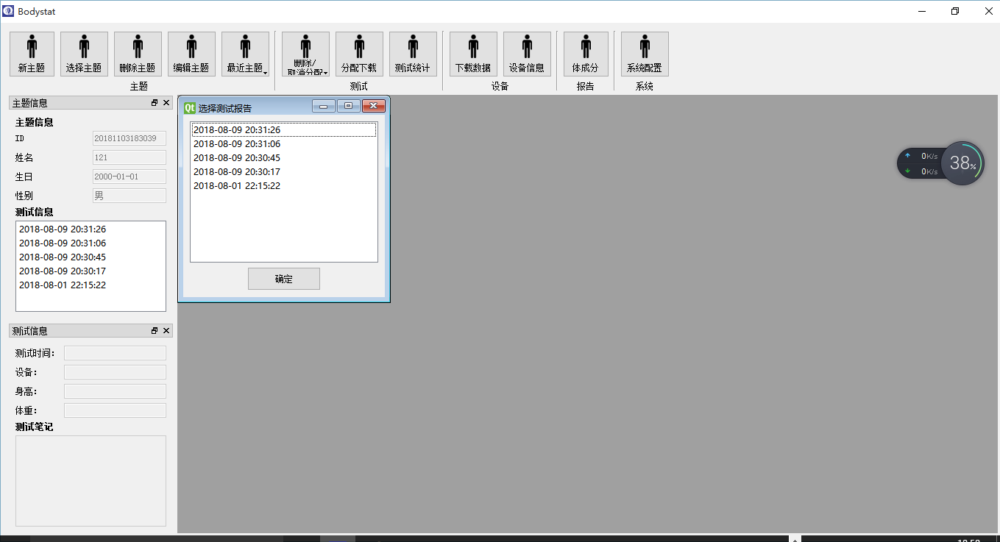 Bodystat
新主题
选择主题
删除主题
编辑主题
最近主题
删除/
取消分配
分配下载
测试统计
下载数据
设备信息
体成分
系统配置
主题
测试
设备
报告
系统
主题信息
主题信息
ID
20181103183039
姓名
121
生日
2000-01-01
性别
男
测试信息
2018-08-09 20:31:26
2018-08-09 20:31:06
2018-08-09 20:30:45
2018-08-09 20:30:17
2018-08-01 22:15:22
测试信息
测试时间：
设备：
身高：
体重：
测试笔记
Qt 选择测试报告
2018-08-09 20:31:26
2018-08-09 20:31:06
2018-08-09 20:30:45
2018-08-09 20:30:17
2018-08-01 22:15:22
确定
0K/s
0K/s
38%